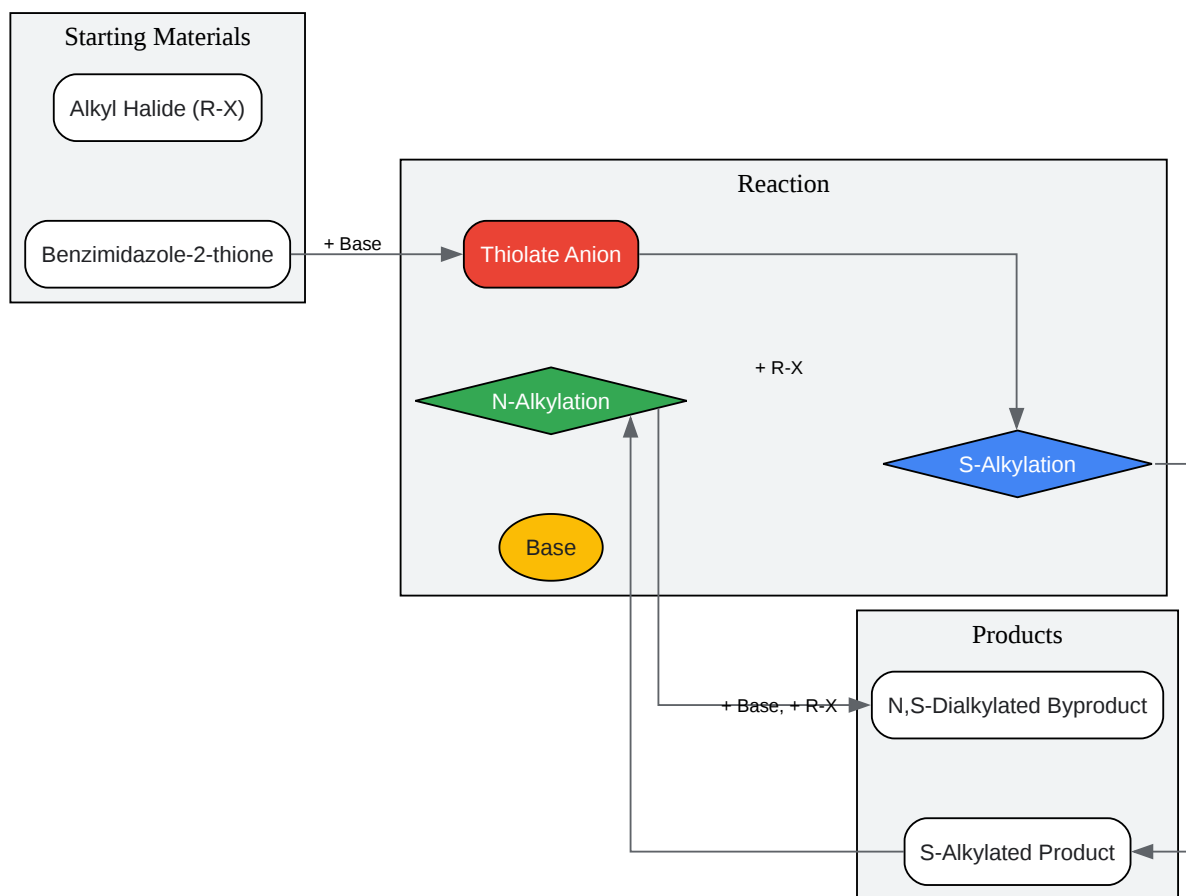 Starting Materials
Alkyl Halide (R-X)
Benzimidazole-2-thione
+ Base
Reaction
Thiolate Anion
+ R-X
N-Alkylation
S-Alkylation
Base
Products
N,S-Dialkylated Byproduct
+ Base, + R-X
S-Alkylated Product